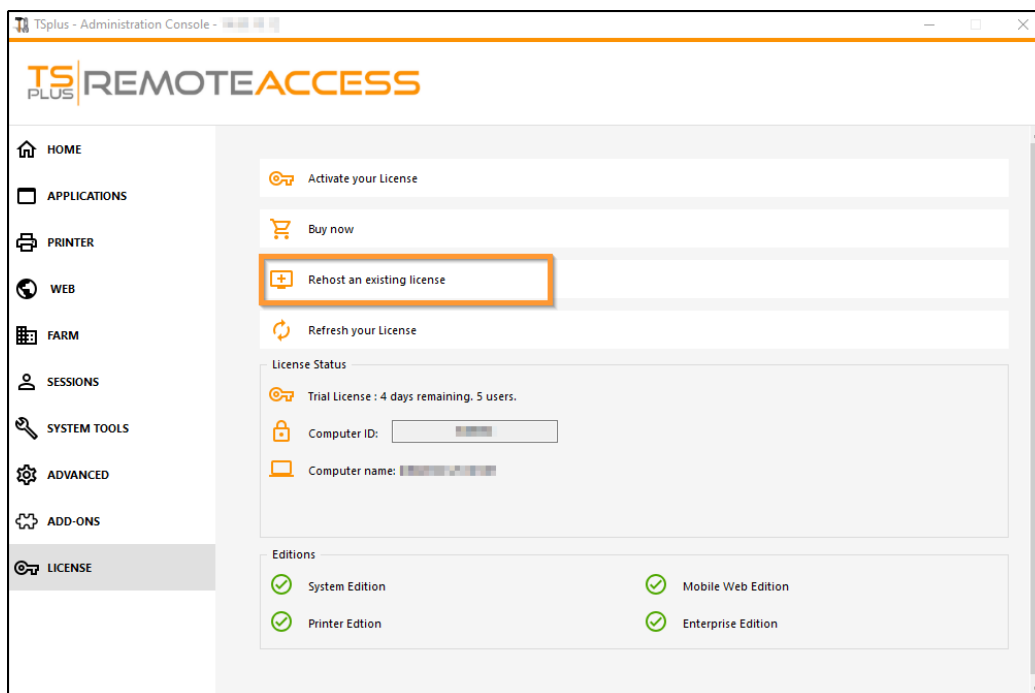 TSplus - Administration Console -
TS PLUS REMOTEACCESS
HOME
APPLICATIONS
PRINTER
WEB
FARM
SESSIONS
SYSTEM TOOLS
ADVANCED
ADD-ONS
LICENSE
Activate your License
Buy now
Rehost an existing license
Refresh your License
License Status
Trial License : 4 days remaining. 5 users.
Computer ID:
Computer name:
Editions
System Edition
Mobile Web Edition
Printer Edtion
Enterprise Edition